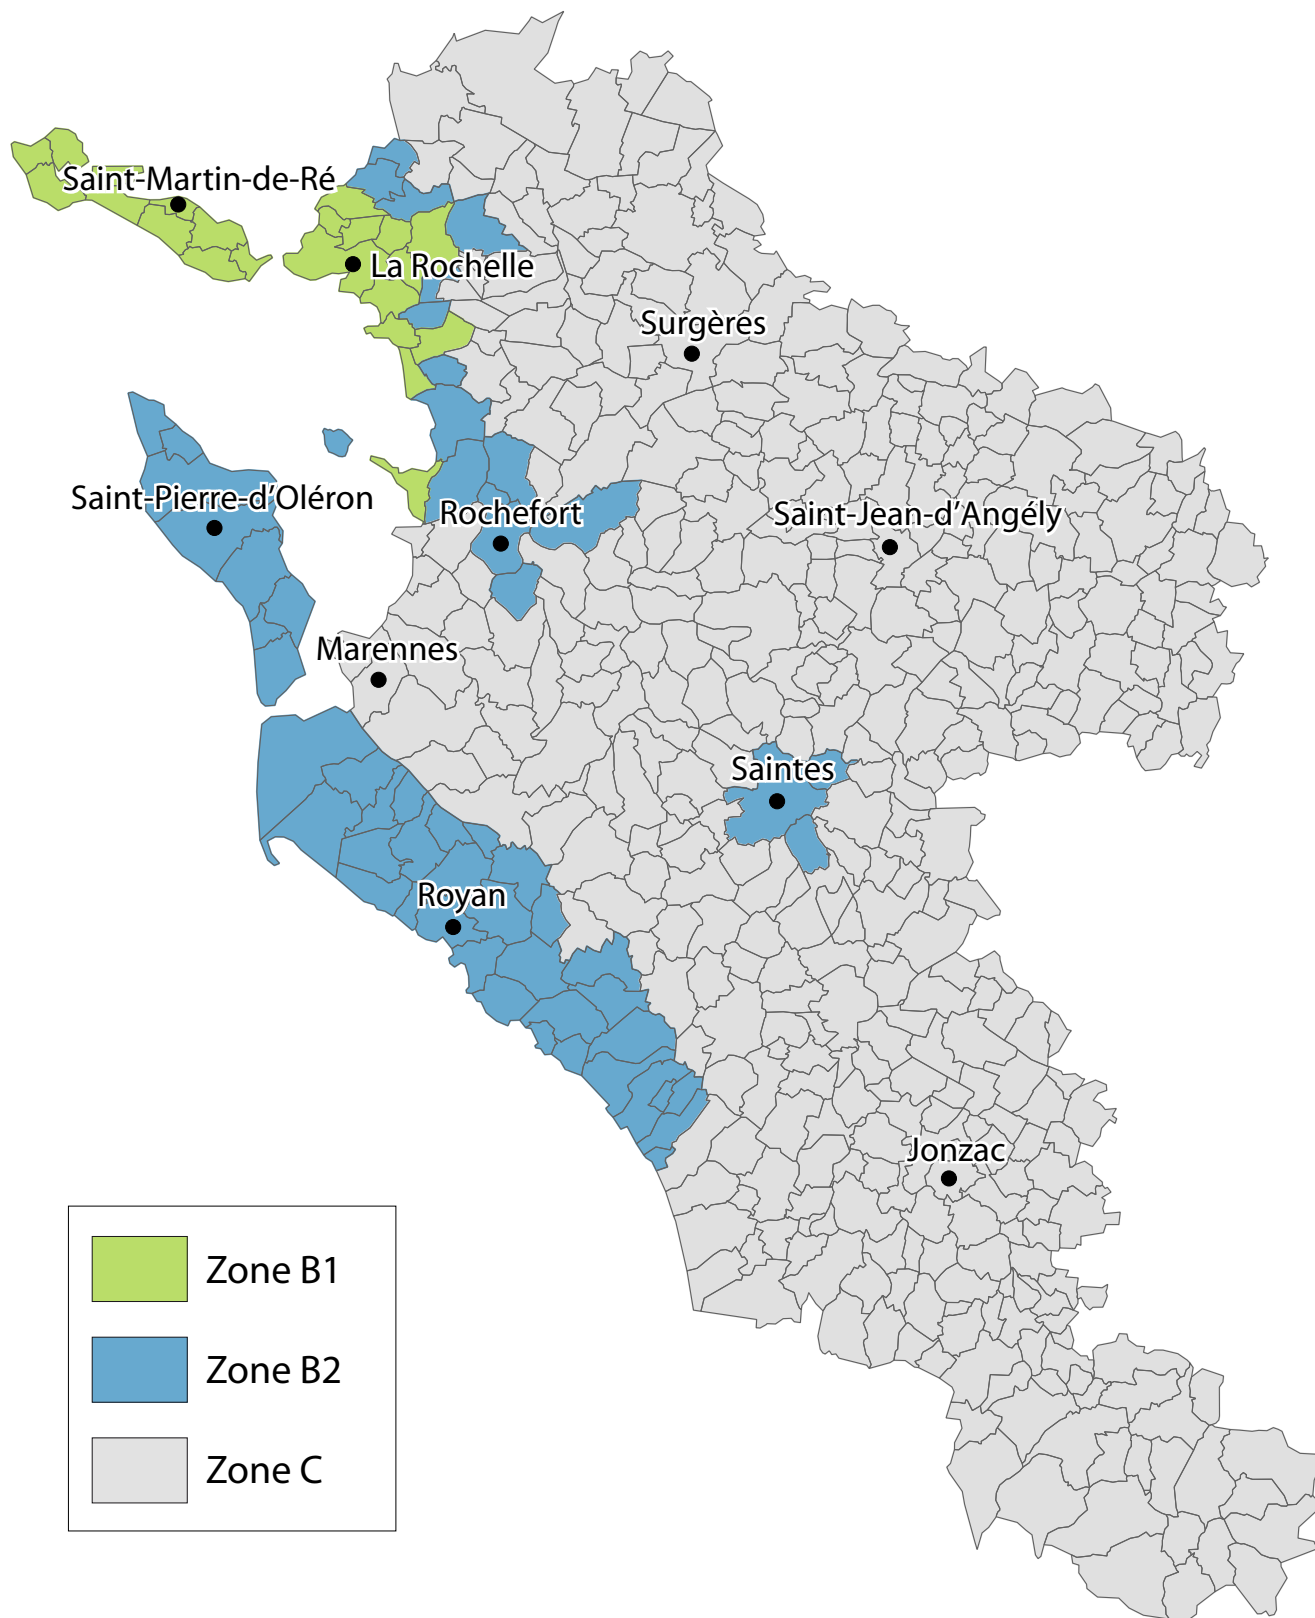 Saint-Martin-de-Ré
La Rochelle
Surgères
Saint-Pierre-d’Oléron
Rochefort
Saint-Jean-d’Angély
Marennes
Saintes
Royan
Jonzac
Zone B1
Zone B2
Zone C